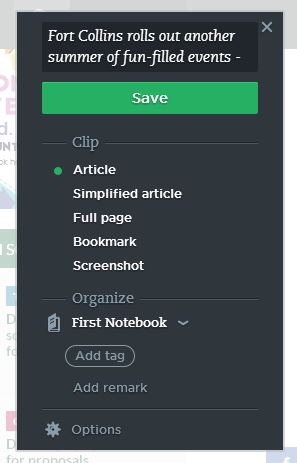 Fort Collins rolls out another
summer of fun-filled events -
Save
Clip
Article
Simplified article
Full page
Bookmark
Screenshot
Organize
First Notebook
Add tag
Add remark
Options
for proposals